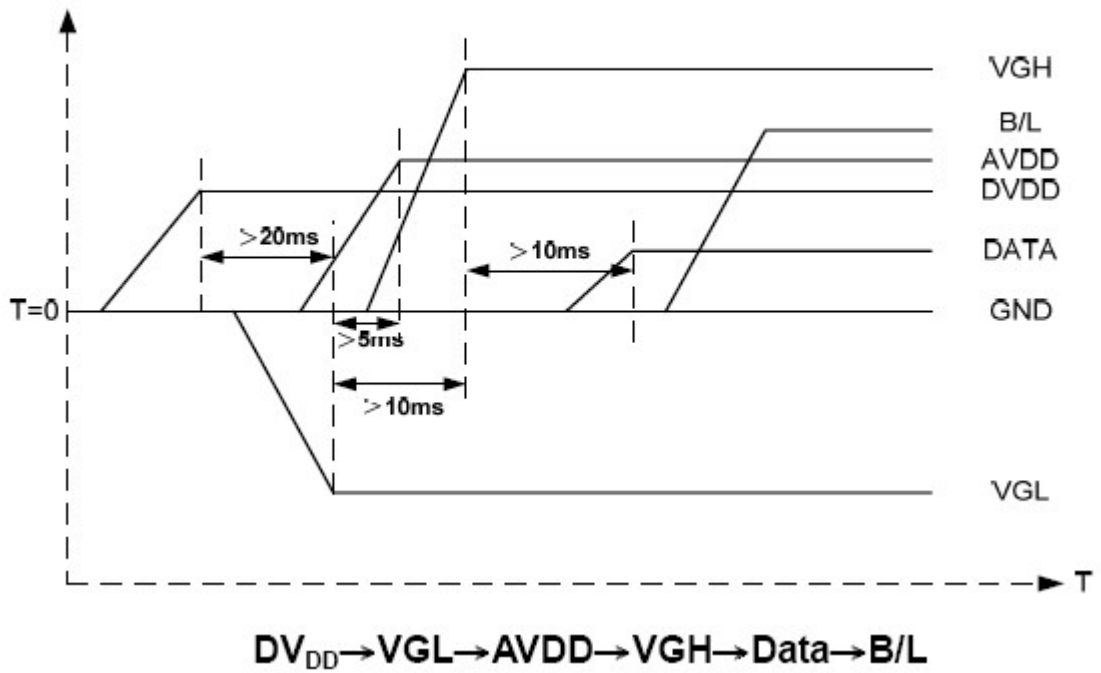 VGH
B/L
AVDD
DVDD
>20ms
>10ms
DATA
T=0
GND
>5ms
>10ms
VGL
T
DVDD→VGL→AVDD→VGH→Data→B/L